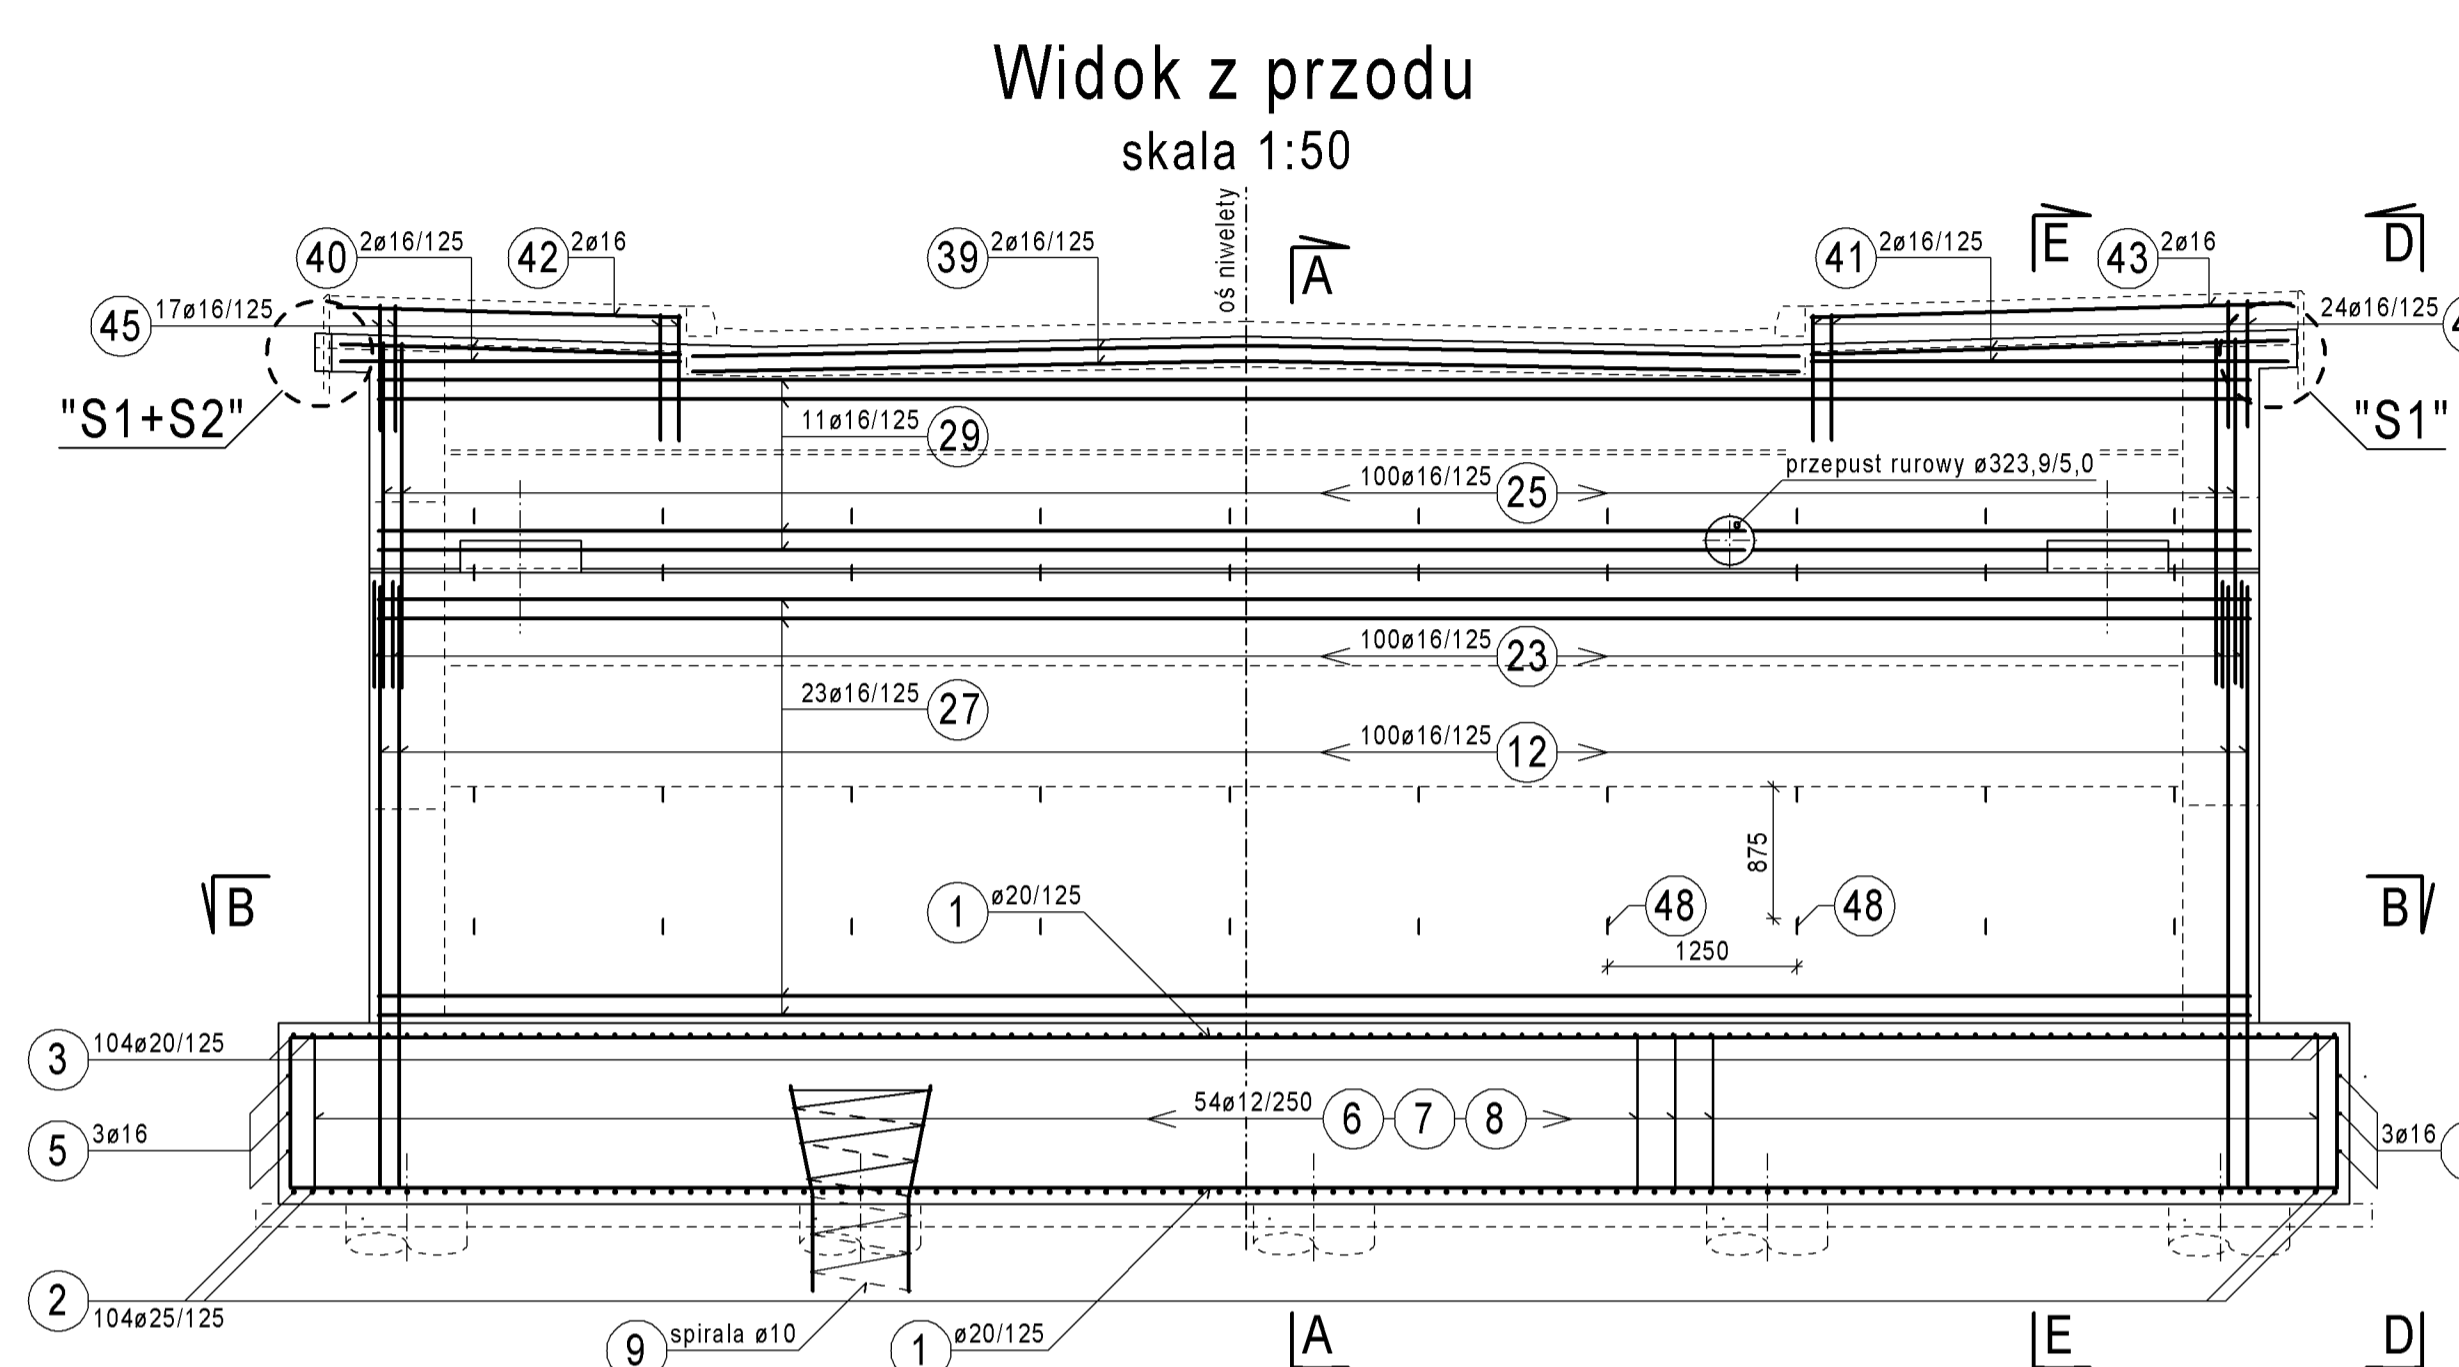 Widok z przodu
skala 1:50
oś niwelety
A
E
D
40 2ø16/125
42 2ø16
39 2ø16/125
41 2ø16/125
43 2ø16
45 17ø16/125
24ø16/125
"S1+S2"
"S1"
11ø16/125 29
przepust rurowy ø323,9/5,0
100ø16/125 25
100ø16/125 23
23ø16/125 27
100ø16/125 12
875
B
1 ø20/125
48
48
B
1250
3 104ø20/125
54ø12/250 6 7 8
5 3ø16
3ø16
2 104ø25/125
9 spirala ø10
1 ø20/125
A
E
D